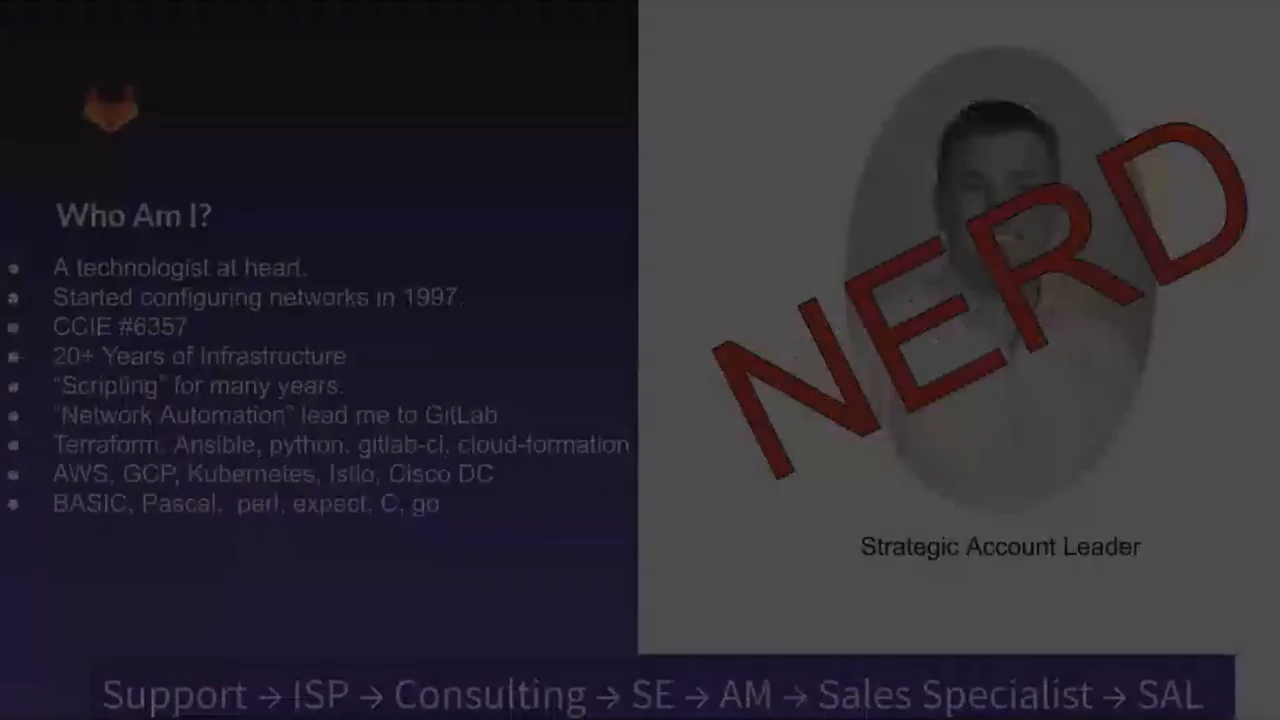 Who Am I?
A technologist at heart.
Started configuring networks in 1997.
CCIE #6357
20+ Years of Infrastructure
"Scripting" for many years.
"Network Automation" lead me to GitLab
Terraform, Ansible, python, gitlab-ci, cloud-formation
AWS, GCP, Kubernetes, Istio, Cisco DC
BASIC, Pascal, perl, expect, C, go
NERD
Strategic Account Leader
Support → ISP → Consulting → SE → AM → Sales Specialist → SAL